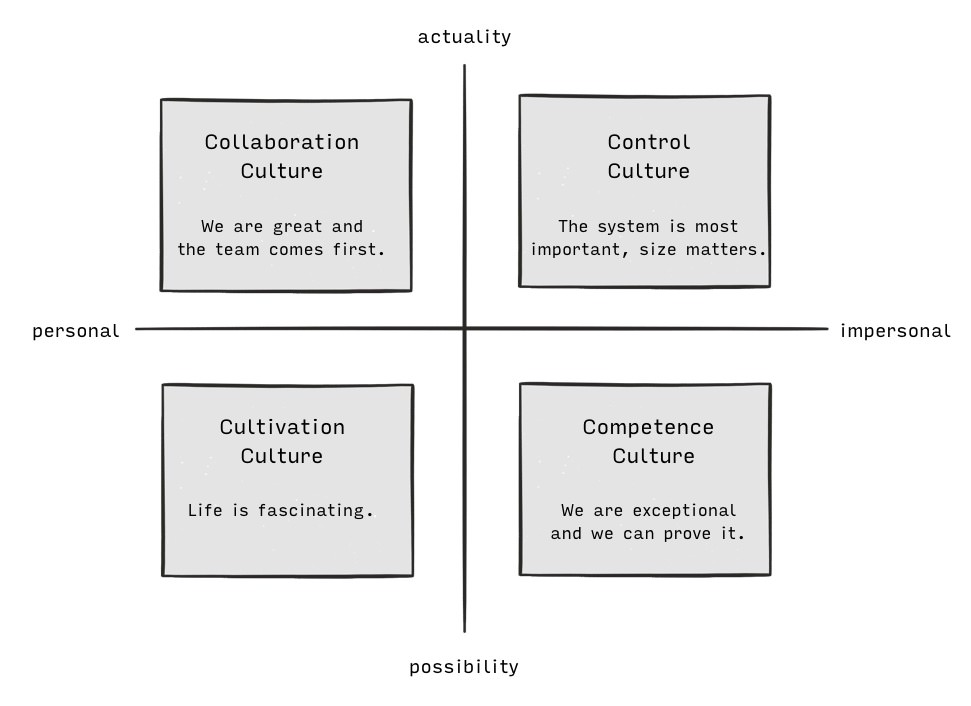 actuality
Collaboration
Culture
We are great and
the team comes first.
Control
Culture
The system is most
important, size matters.
personal
impersonal
Cultivation
Culture
Life is fascinating.
Competence
Culture
We are exceptional
and we can prove it.
possibility